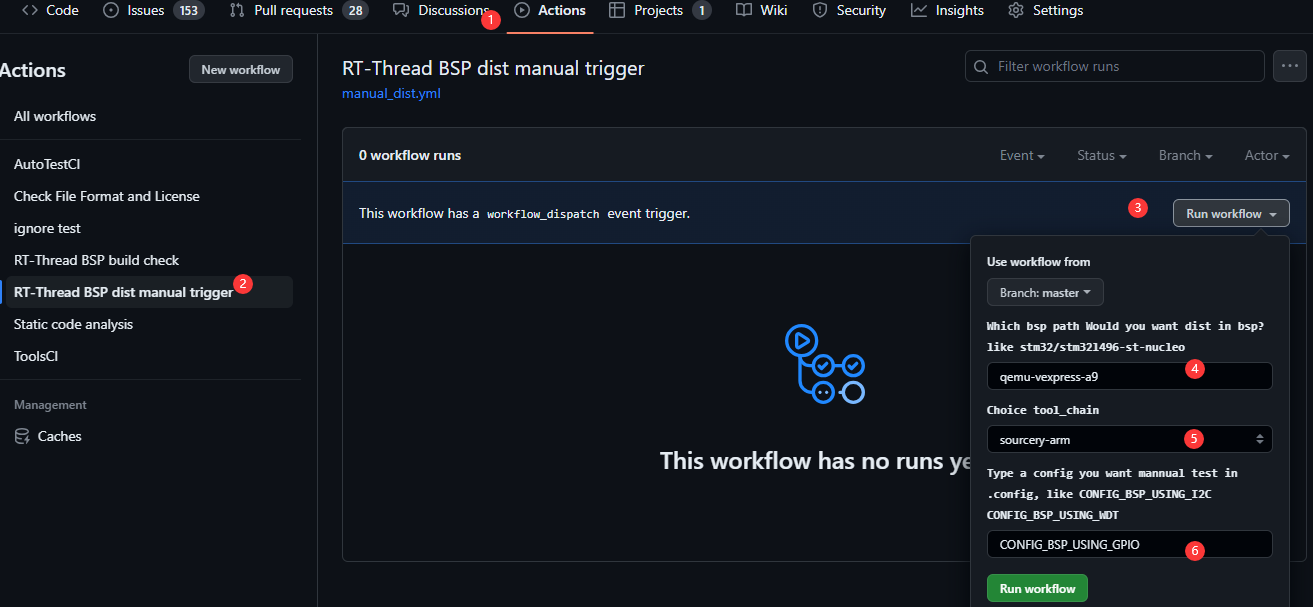 Code Issues 153 Pull requests 28 Discussions Actions Projects 1 Wiki Security Insights Settings
1
Actions
New workflow
All workflows
AutoTestCI
Check File Format and License
ignore test
RT-Thread BSP build check
RT-Thread BSP dist manual trigger
2
Static code analysis
ToolsCI
Management
Caches
RT-Thread BSP dist manual trigger
manual_dist.yml
Filter workflow runs
0 workflow runs
Event Status Branch Actor
This workflow has a workflow_dispatch event trigger.
3
Run workflow
This workflow has no runs ye
Use workflow from
Branch: master
Which bsp path Would you want dist in bsp?
like stm32/stm32l496-st-nucleo
qemu-vexpress-a9
4
Choice tool_chain
sourcery-arm
5
Type a config you want mannual test in
.config, like CONFIG_BSP_USING_I2C
CONFIG_BSP_USING_WDT
CONFIG_BSP_USING_GPIO
6
Run workflow